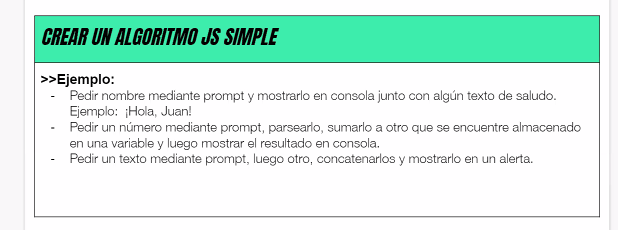 CREAR UN ALGORITMO JS SIMPLE
>>Ejemplo:
- Pedir nombre mediante prompt y mostrarlo en consola junto con algún texto de saludo.
Ejemplo: ¡Hola, Juan!
- Pedir un número mediante prompt, parsearlo, sumarlo a otro que se encuentre almacenado
en una variable y luego mostrar el resultado en consola.
- Pedir un texto mediante prompt, luego otro, concatenarlos y mostrarlo en un alerta.